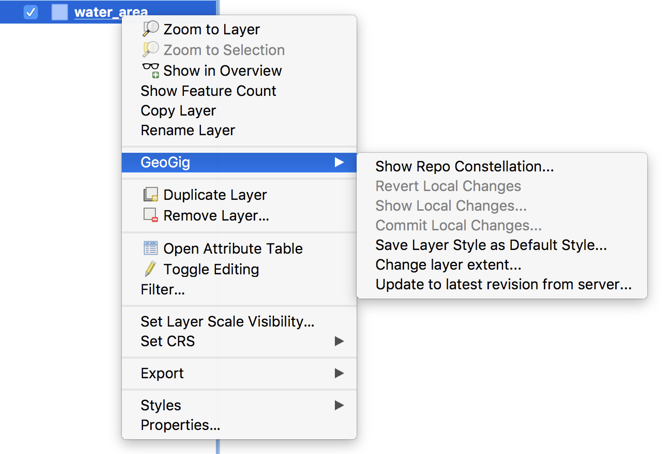 water_area
Zoom to Layer
Zoom to Selection
Show in Overview
Show Feature Count
Copy Layer
Rename Layer
GeoGig
Show Repo Constellation...
Revert Local Changes
Show Local Changes...
Commit Local Changes...
Save Layer Style as Default Style...
Change layer extent...
Update to latest revision from server...
Duplicate Layer
Remove Layer...
Open Attribute Table
Toggle Editing
Filter...
Set Layer Scale Visibility...
Set CRS
Export
Styles
Properties...